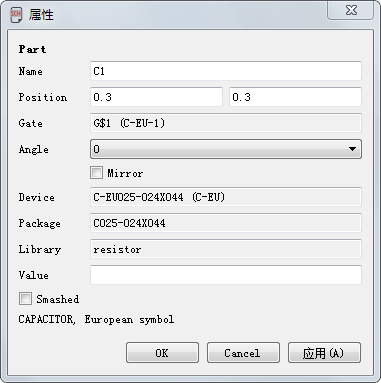 属性
Part
Name C1
Position 0.3 0.3
Gate G$1 (C-EU-1)
Angle 0
Mirror
Device C-EU025-024X044 (C-EU)
Package C025-024X044
Library resistor
Value
Smashed
CAPACITOR, European symbol
OK Cancel 应用(A)